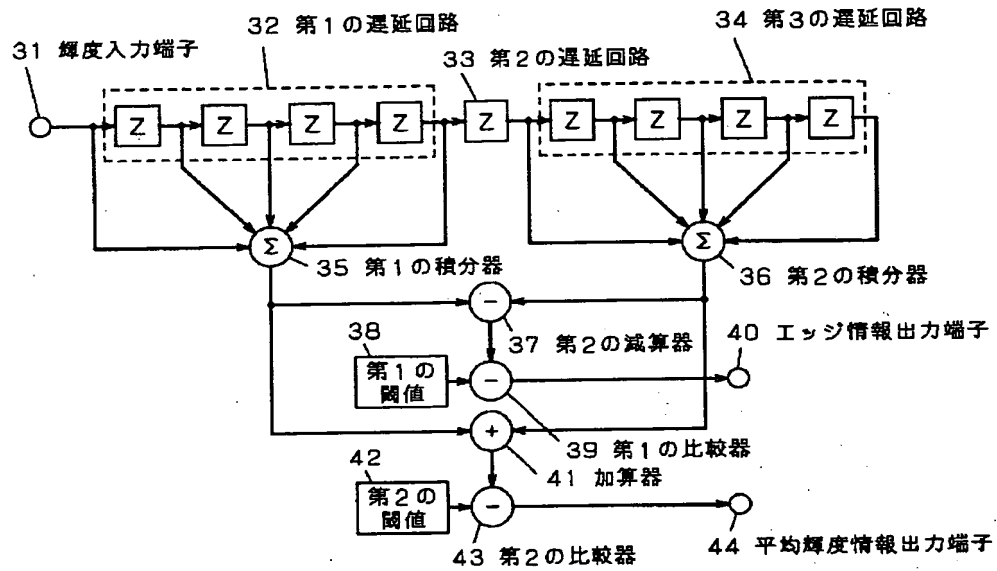 32 第1の遅延回路
34 第3の遅延回路
31 輝度入力端子
33 第2の遅延回路
Z Z Z Z Z Z Z Z Z
Σ Σ
35 第1の積分器
36 第2の積分器
−
37 第2の減算器
40 エッジ情報出力端子
38
第1の
閾値
−
39 第1の比較器
+
41 加算器
42
第2の
閾値
−
43 第2の比較器
44 平均輝度情報出力端子